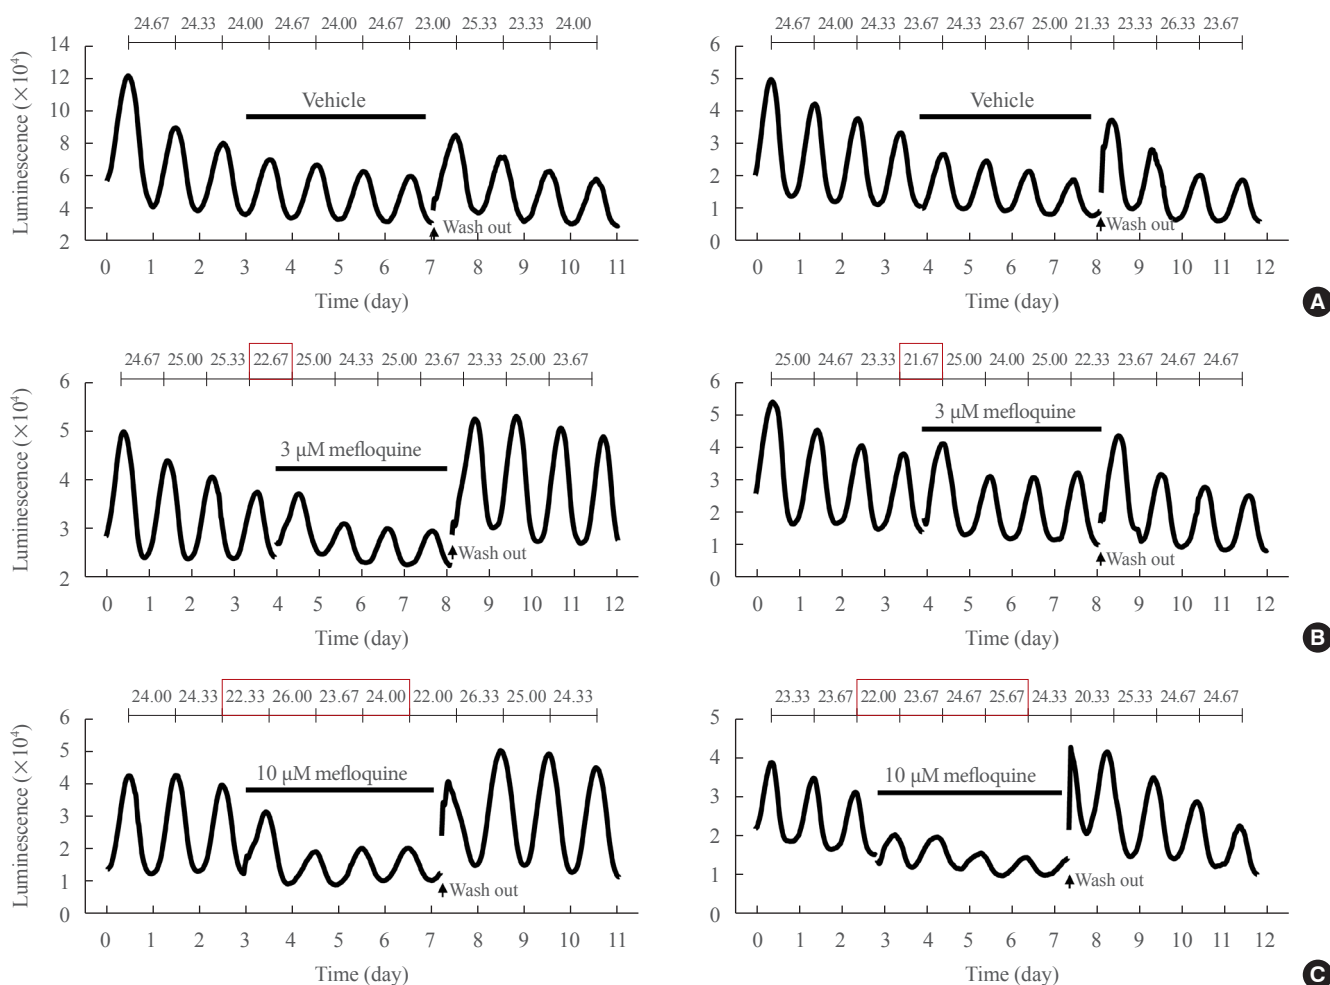 24.67 24.33 24.00 24.67 24.00 24.00 23.00 25.33 23.33 24.00
14
12
10
8
6
4
2
Luminescence (×10⁴)
Vehicle
Wash out
0 1 2 3 4 5 6 7 8 9 10 11
Time (day)
24.67 24.00 24.67 24.33 23.67 25.00 21.33 23.33 26.33 23.67
6
5
4
3
2
1
0
Vehicle
Wash out
0 1 2 3 4 5 6 7 8 9 10 11 12
Time (day)
A
24.67 25.00 25.33 22.67 25.00 24.33 25.00 23.67 23.33 25.00 23.67
6
5
4
3
2
Luminescence (×10⁴)
3 µM mefloquine
Wash out
0 1 2 3 4 5 6 7 8 9 10 11 12
Time (day)
25.00 24.67 23.33 21.67 25.00 24.00 25.00 22.33 23.67 24.67 24.67
6
5
4
3
2
1
0
3 µM mefloquine
Wash out
0 1 2 3 4 5 6 7 8 9 10 11 12
Time (day)
B
24.00 24.33 22.33 26.00 23.67 24.00 22.00 26.33 25.00 24.33
6
5
4
3
2
1
0
Luminescence (×10⁴)
10 µM mefloquine
Wash out
0 1 2 3 4 5 6 7 8 9 10 11
Time (day)
23.33 23.67 22.00 23.67 24.67 25.67 24.33 20.33 25.33 24.67 24.67
5
4
3
2
1
0
10 µM mefloquine
Wash out
0 1 2 3 4 5 6 7 8 9 10 11 12
Time (day)
C